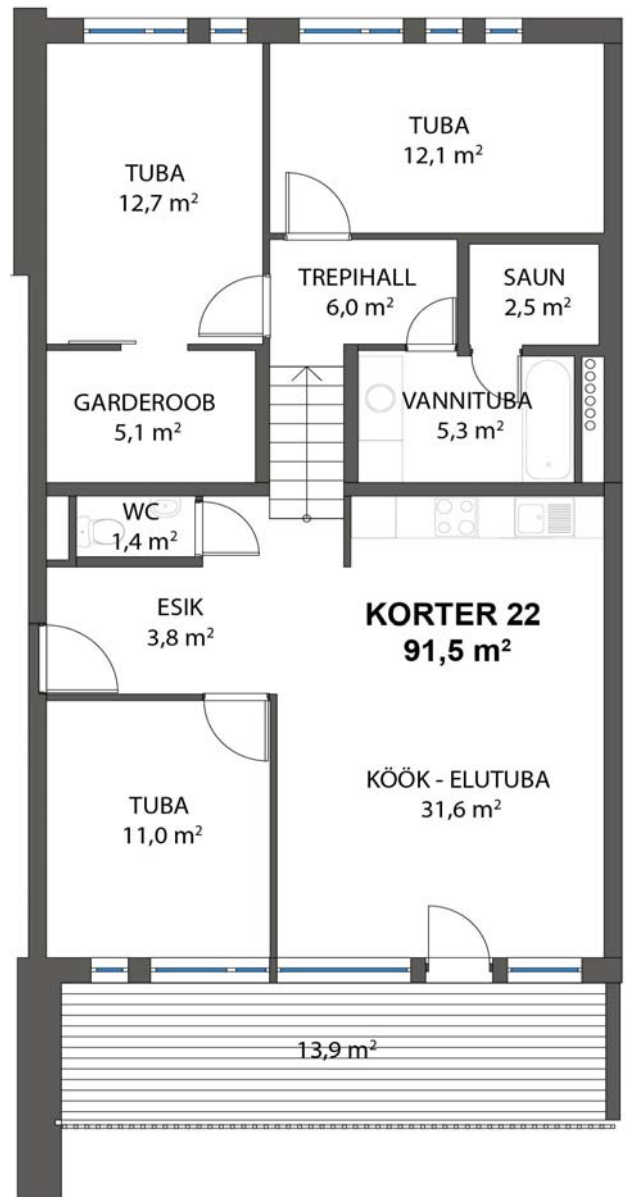 TUBA
12,7 m²
TUBA
12,1 m²
TREPIHALL
6,0 m²
SAUN
2,5 m²
GARDEROOB
5,1 m²
VANNITUBA
5,3 m²
WC
1,4 m²
ESIK
3,8 m²
KORTER 22
91,5 m²
TUBA
11,0 m²
KÖÖK - ELUTUBA
31,6 m²
13,9 m²